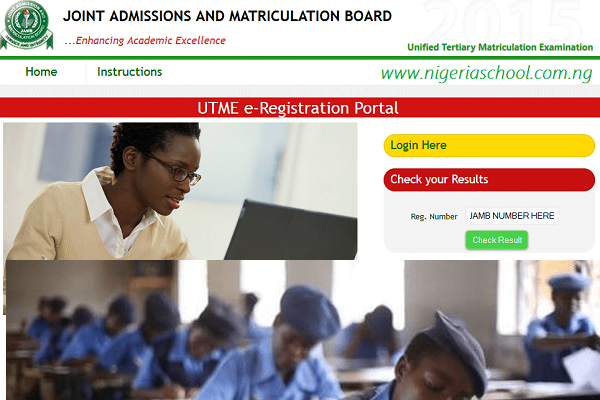 JOINT ADMISSIONS AND MATRICULATION BOARD
...Enhancing Academic Excellence
2015
Unified Tertiary Matriculation Examination
Home
Instructions
www.nigeriaschool.com.ng
UTME e-Registration Portal
Login Here
Check your Results
Reg. Number
JAMB NUMBER HERE
Check Result
JAMB